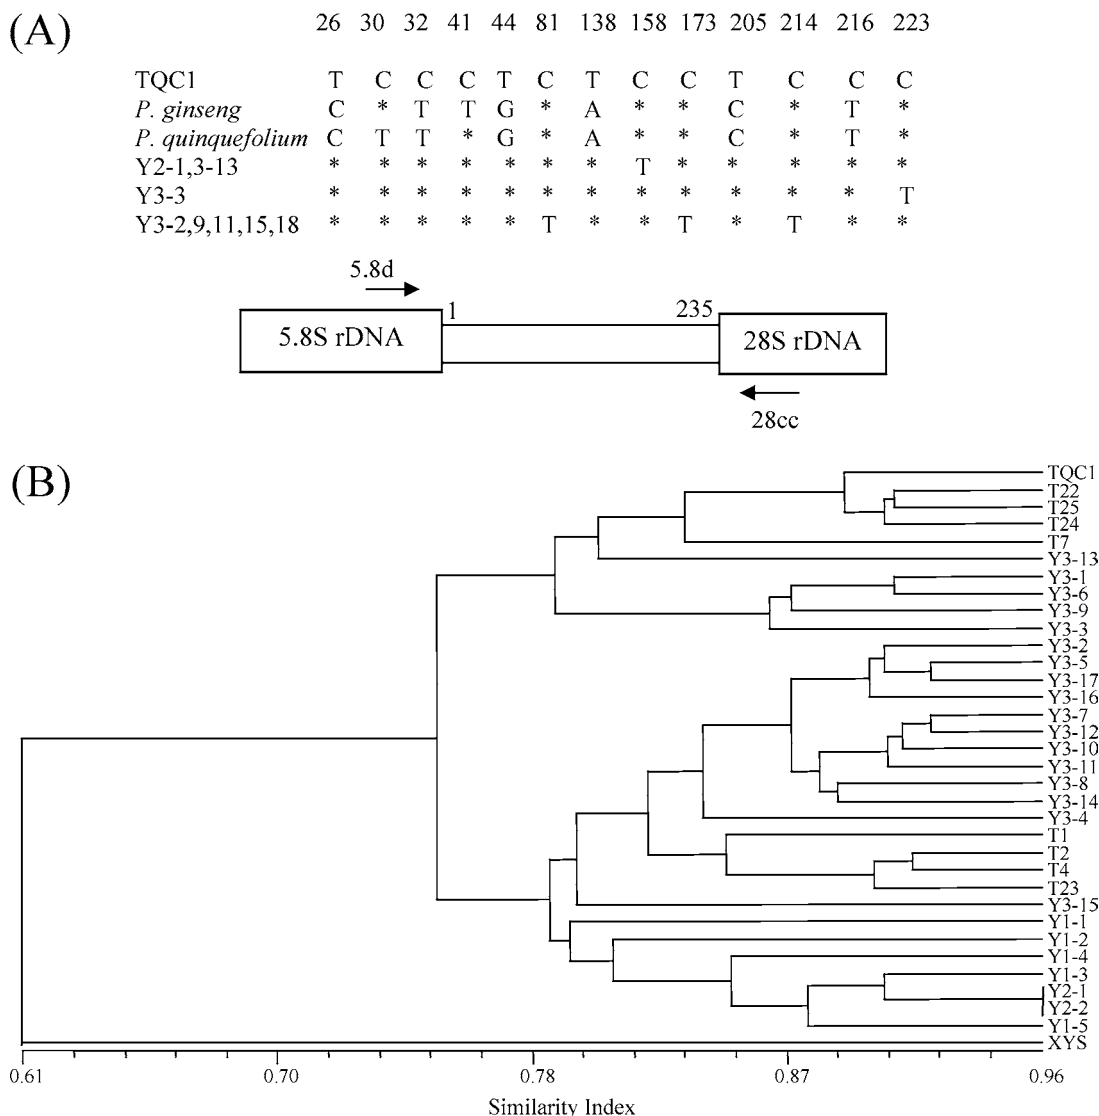 (A)
26 30 32 41 44 81 138 158 173 205 214 216 223
TQC1 T C C C T C T C C T C C C
P. ginseng C * T T G * A * * C * T *
P. quinquefolium C T T * G * A * * C * T *
Y2-1,3-13 * * * * * * * T * * * * *
Y3-3 * * * * * * * * * * * * T
Y3-2,9,11,15,18 * * * * * T * * T * T * *
5.8d
1
235
5.8S rDNA
28S rDNA
28cc
(B)
TQC1
T22
T25
T24
T7
Y3-13
Y3-1
Y3-6
Y3-9
Y3-3
Y3-2
Y3-5
Y3-17
Y3-16
Y3-7
Y3-12
Y3-10
Y3-11
Y3-8
Y3-14
Y3-4
T1
T2
T4
T23
Y3-15
Y1-1
Y1-2
Y1-4
Y1-3
Y2-1
Y2-2
Y1-5
XYS
0.61 0.70 0.78 0.87 0.96
Similarity Index